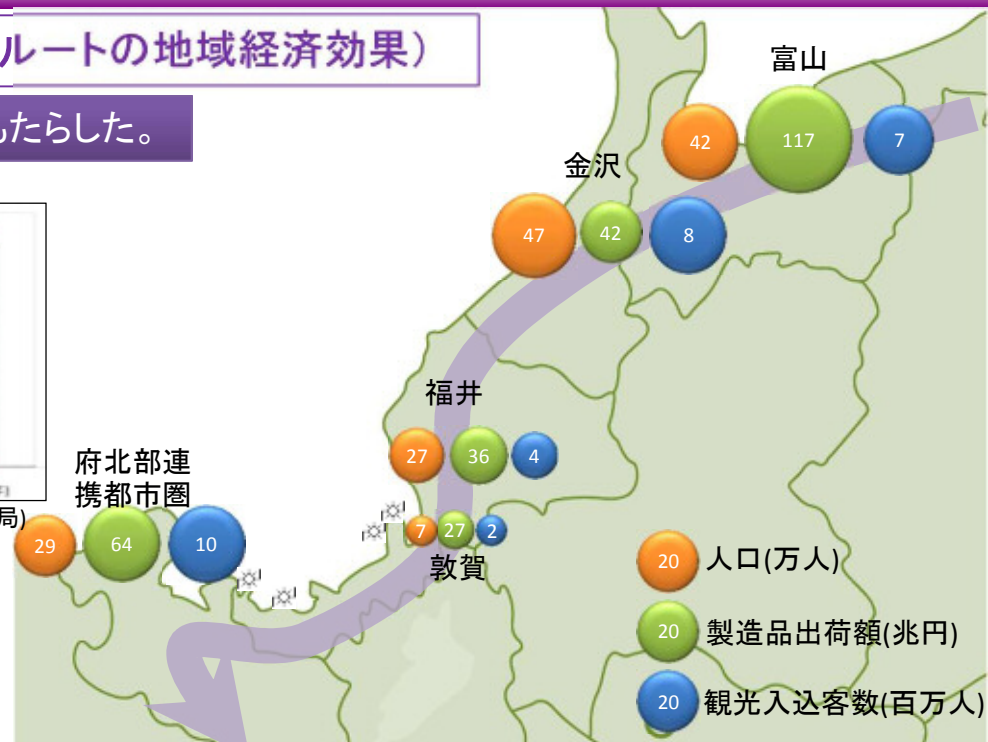 ルートの地域経済効果）
もたらした。
富山
42
117
7
金沢
47
42
8
福井
27
36
4
府北部連
携都市圏
局)
29
64
10
7
27
2
敦賀
20
人口(万人)
20
製造品出荷額(兆円)
20
観光入込客数(百万人)